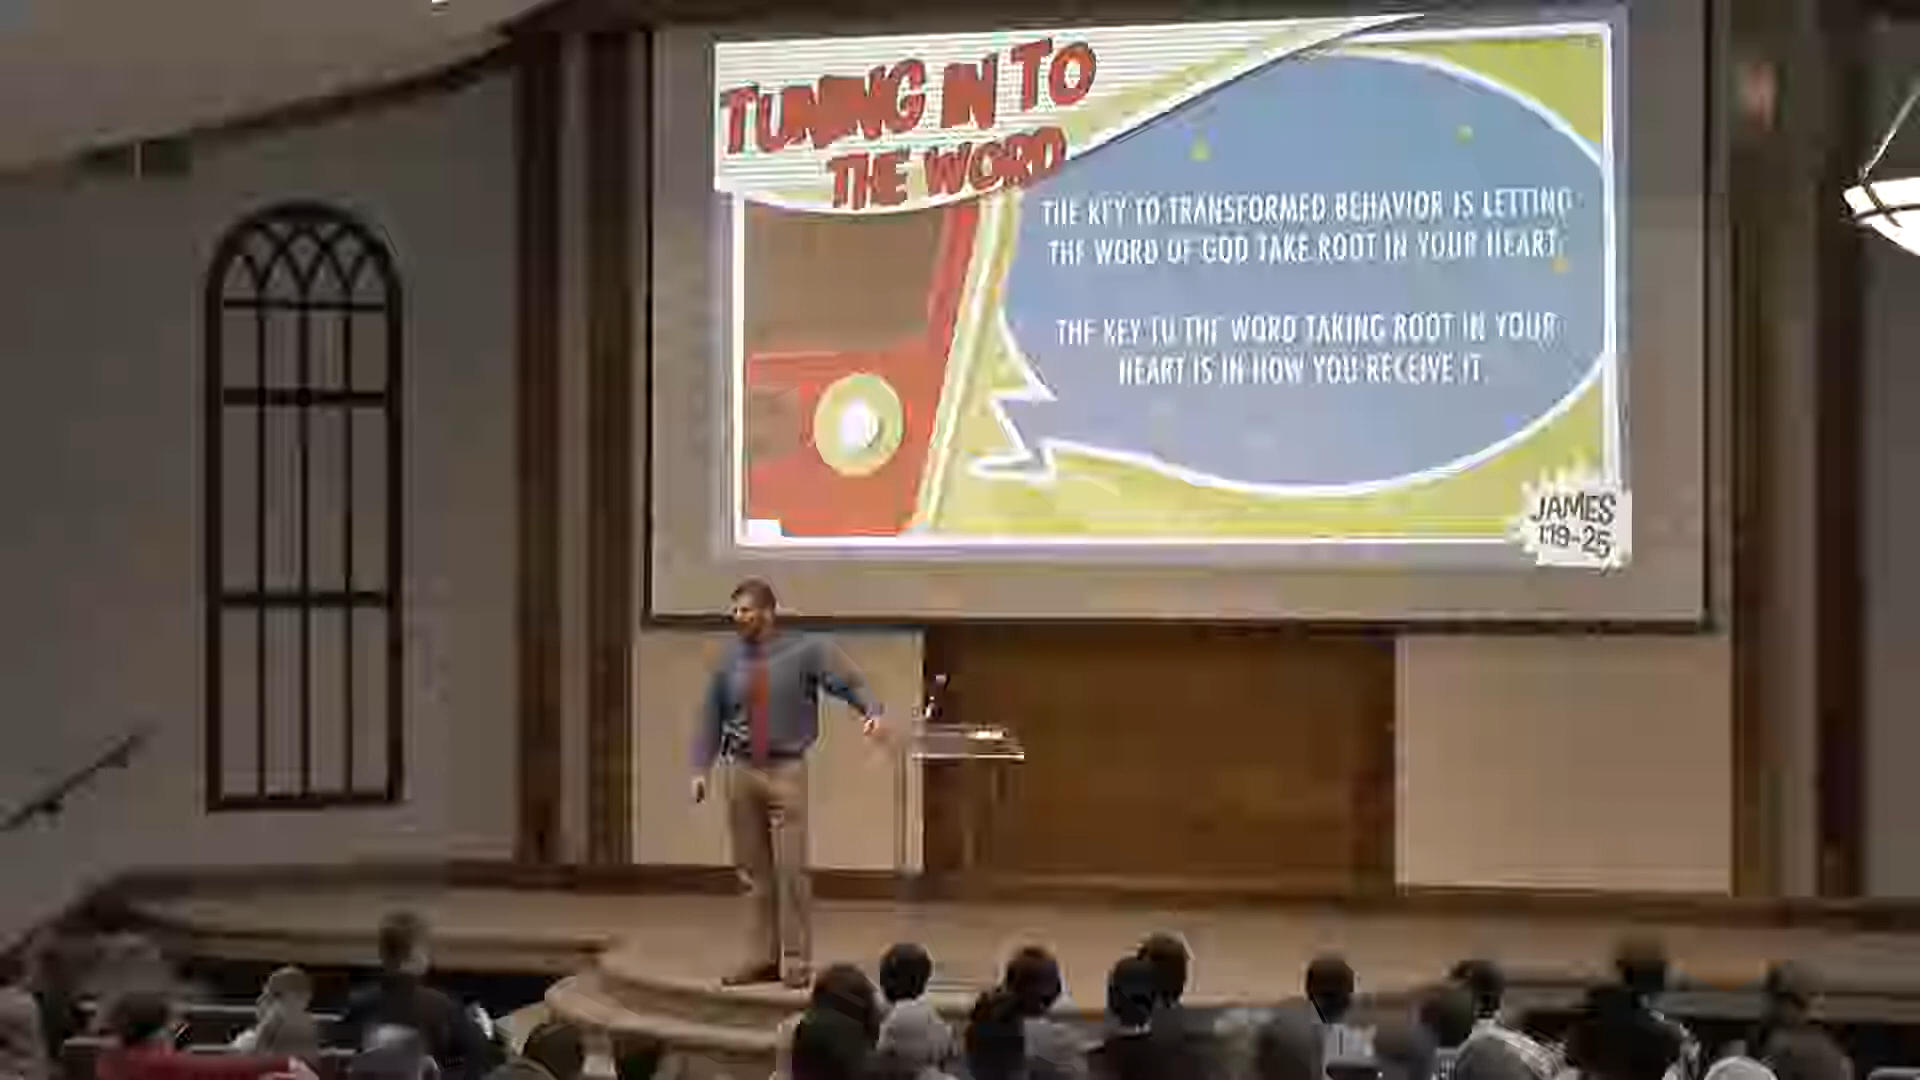 TUNING IN TO
THE WORD
THE KEY TO TRANSFORMED BEHAVIOR IS LETTING
THE WORD OF GOD TAKE ROOT IN YOUR HEART.
THE KEY TO THE WORD TAKING ROOT IN YOUR
HEART IS IN HOW YOU RECEIVE IT.
JAMES
1:19-25